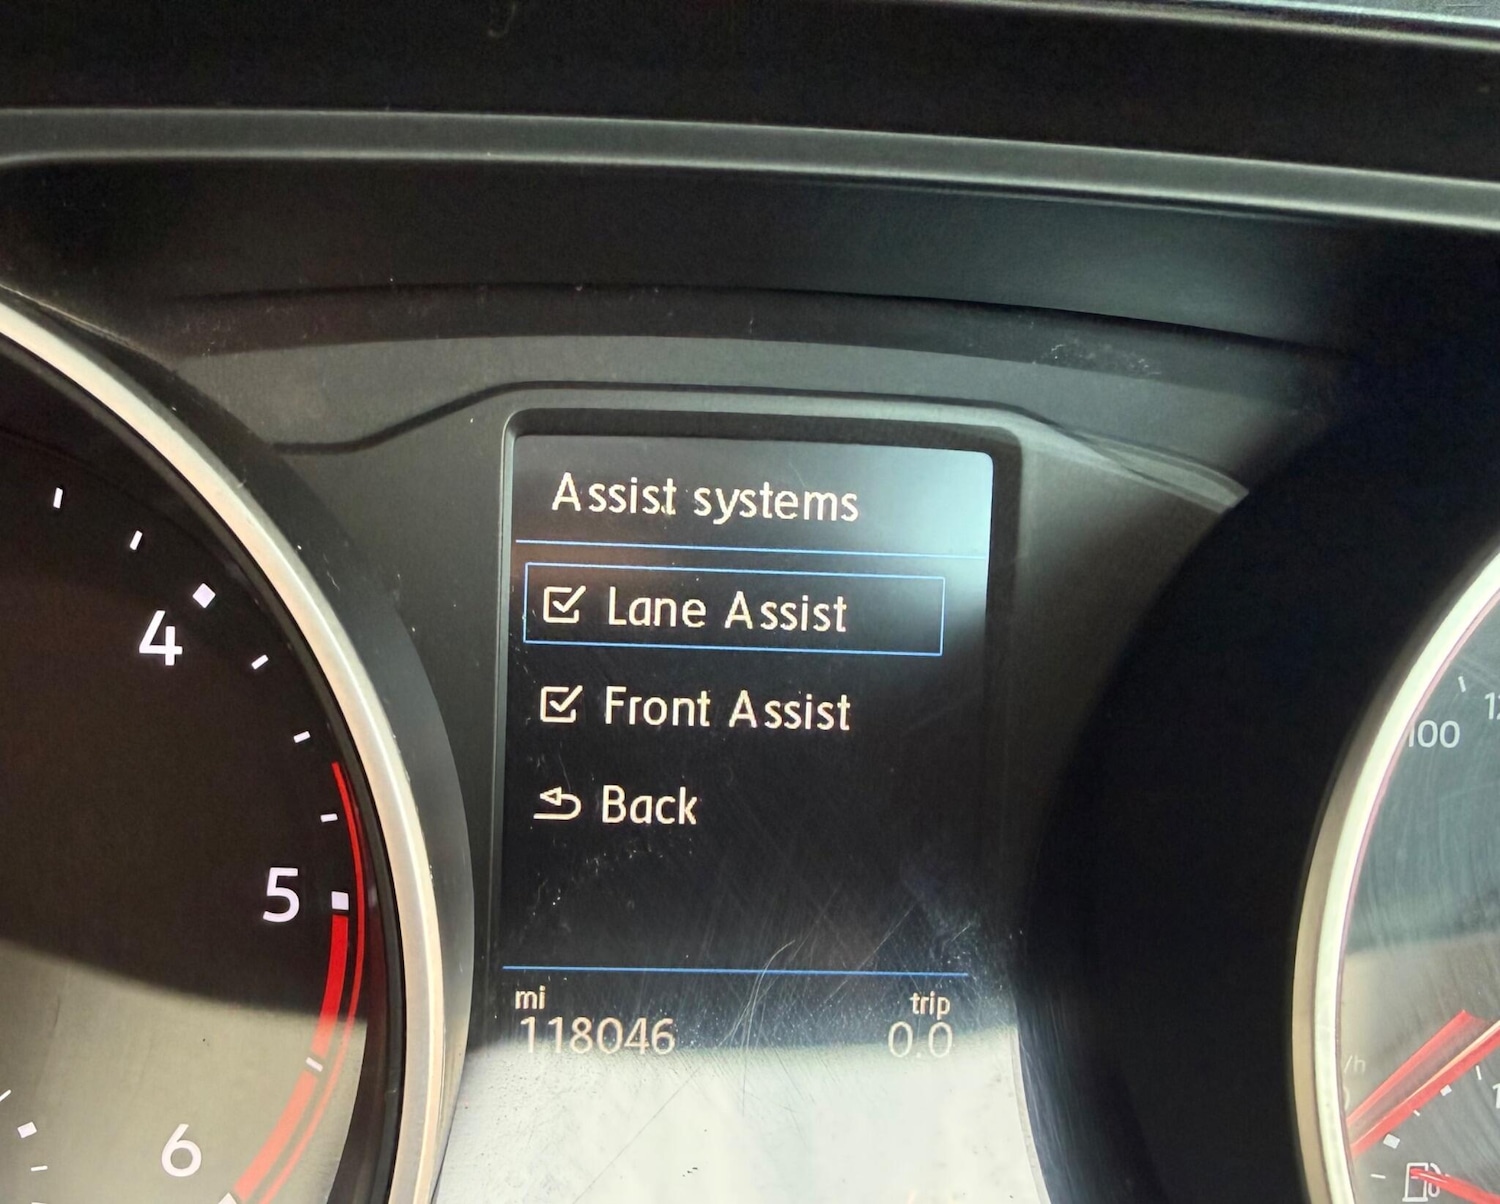 Assist systems
Lane Assist
Front Assist
Back
mi
trip
118046
0.0
4
5
6
100